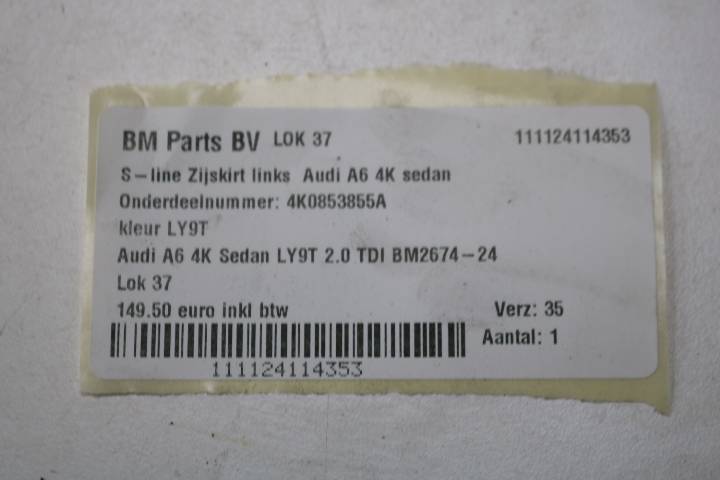 BM Parts BV LOK 37 111124114353
S-line Zijskirt links Audi A6 4K sedan
Onderdeelnummer: 4K0853855A
kleur LY9T
Audi A6 4K Sedan LY9T 2.0 TDI BM2674-24
Lok 37
149.50 euro inkl btw Verz: 35
Aantal: 1
111124114353